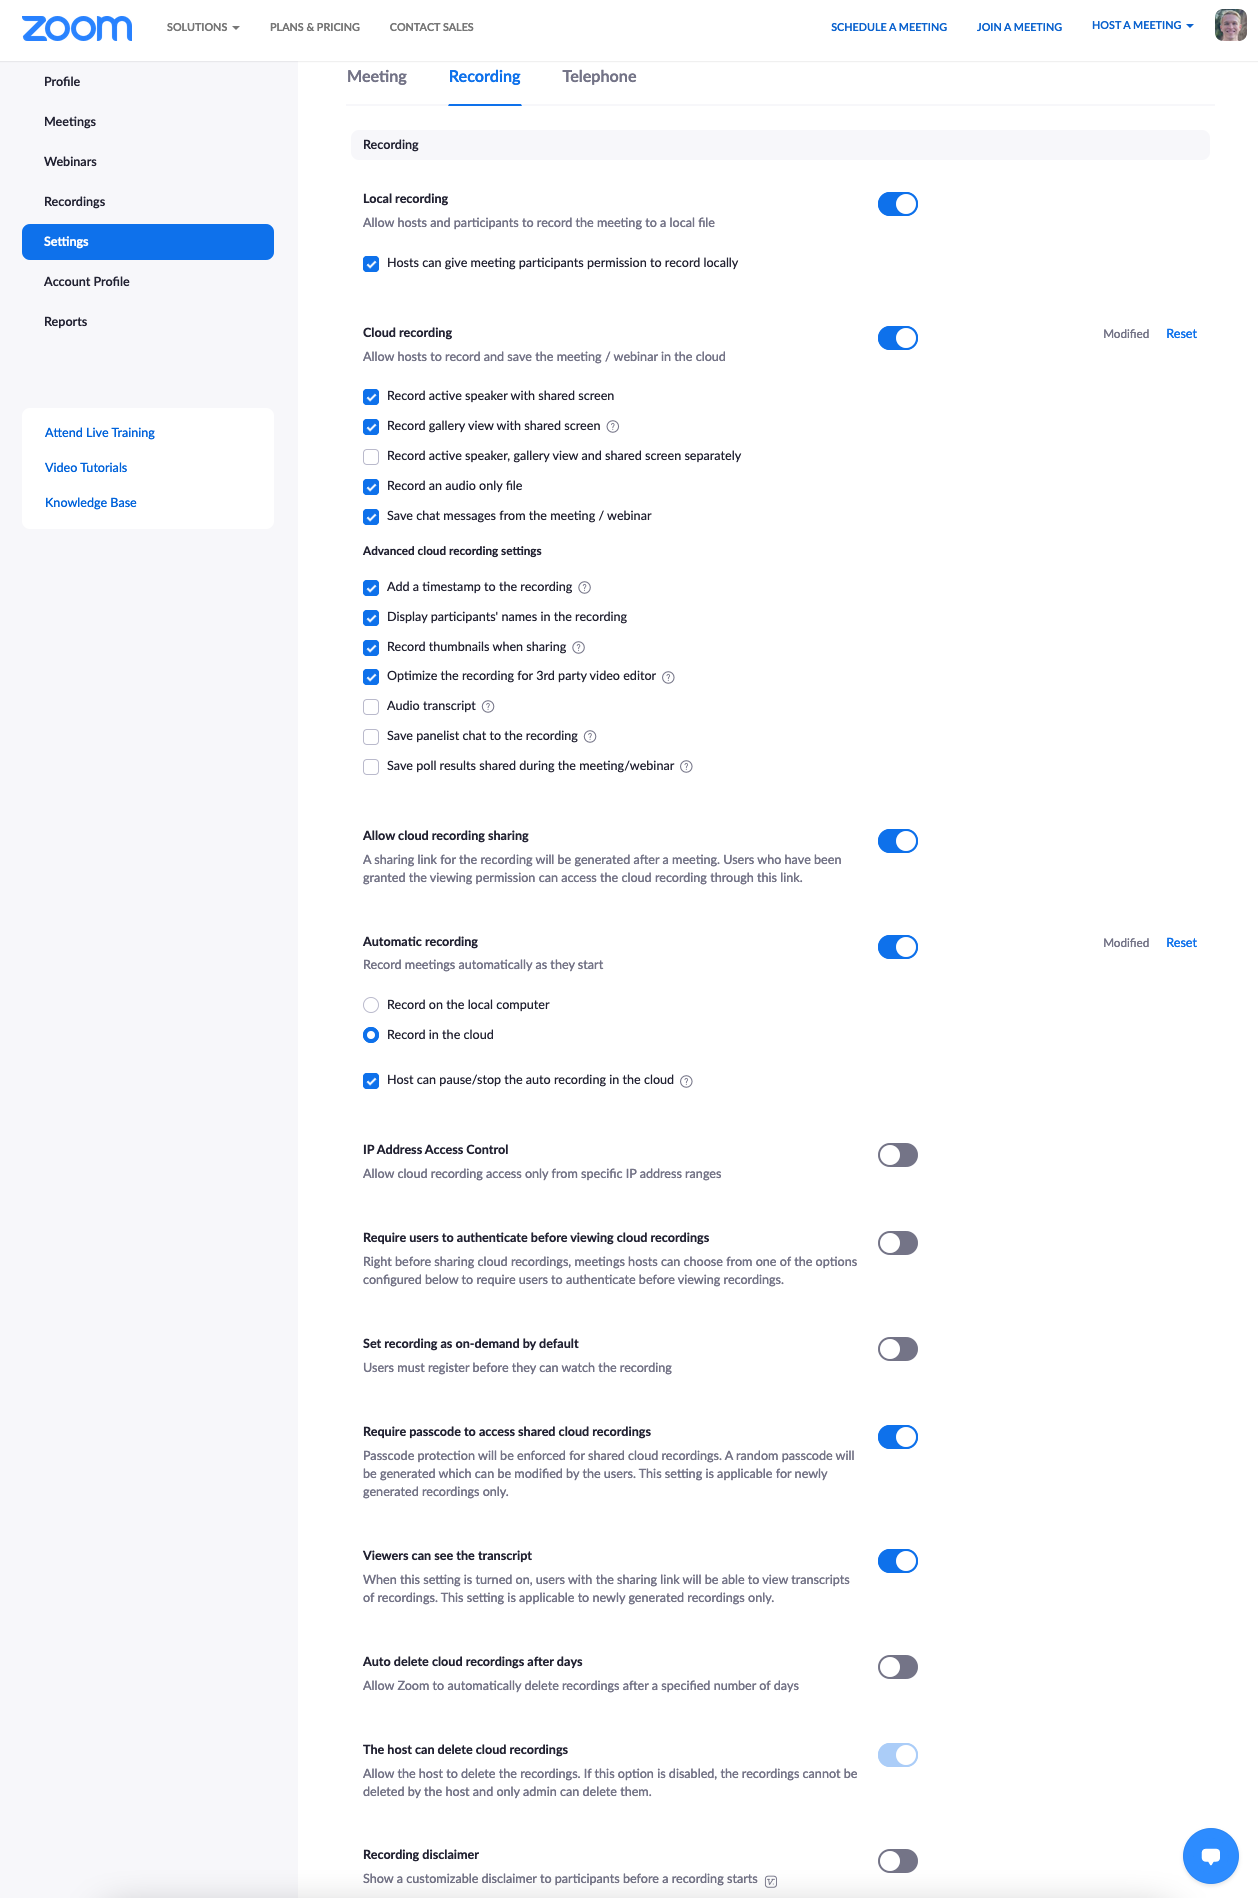 zoom
SOLUTIONS
PLANS & PRICING
CONTACT SALES
SCHEDULE A MEETING
JOIN A MEETING
HOST A MEETING
Profile
Meetings
Webinars
Recordings
Settings
Account Profile
Reports
Attend Live Training
Video Tutorials
Knowledge Base
Meeting
Recording
Telephone
Recording
Local recording
Allow hosts and participants to record the meeting to a local file
Hosts can give meeting participants permission to record locally
Cloud recording
Modified Reset
Allow hosts to record and save the meeting / webinar in the cloud
Record active speaker with shared screen
Record gallery view with shared screen
Record active speaker, gallery view and shared screen separately
Record an audio only file
Save chat messages from the meeting / webinar
Advanced cloud recording settings
Add a timestamp to the recording
Display participants' names in the recording
Record thumbnails when sharing
Optimize the recording for 3rd party video editor
Audio transcript
Save panelist chat to the recording
Save poll results shared during the meeting/webinar
Allow cloud recording sharing
A sharing link for the recording will be generated after a meeting. Users who have been
granted the viewing permission can access the cloud recording through this link.
Automatic recording
Modified Reset
Record meetings automatically as they start
Record on the local computer
Record in the cloud
Host can pause/stop the auto recording in the cloud
IP Address Access Control
Allow cloud recording access only from specific IP address ranges
Require users to authenticate before viewing cloud recordings
Right before sharing cloud recordings, meetings hosts can choose from one of the options
configured below to require users to authenticate before viewing recordings.
Set recording as on-demand by default
Users must register before they can watch the recording
Require passcode to access shared cloud recordings
Passcode protection will be enforced for shared cloud recordings. A random passcode will
be generated which can be modified by the users. This setting is applicable for newly
generated recordings only.
Viewers can see the transcript
When this setting is turned on, users with the sharing link will be able to view transcripts
of recordings. This setting is applicable to newly generated recordings only.
Auto delete cloud recordings after days
Allow Zoom to automatically delete recordings after a specified number of days
The host can delete cloud recordings
Allow the host to delete the recordings. If this option is disabled, the recordings cannot be
deleted by the host and only admin can delete them.
Recording disclaimer
Show a customizable disclaimer to participants before a recording starts